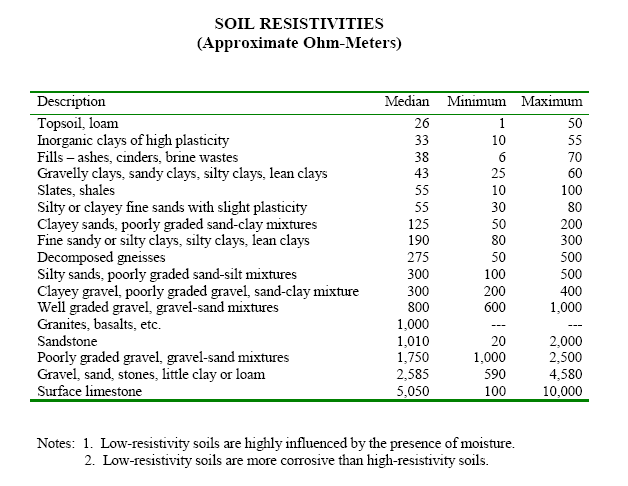 SOIL RESISTIVITIES
(Approximate Ohm-Meters)
Description Median Minimum Maximum
Topsoil, loam 26 1 50
Inorganic clays of high plasticity 33 10 55
Fills – ashes, cinders, brine wastes 38 6 70
Gravelly clays, sandy clays, silty clays, lean clays 43 25 60
Slates, shales 55 10 100
Silty or clayey fine sands with slight plasticity 55 30 80
Clayey sands, poorly graded sand-clay mixtures 125 50 200
Fine sandy or silty clays, silty clays, lean clays 190 80 300
Decomposed gneisses 275 50 500
Silty sands, poorly graded sand-silt mixtures 300 100 500
Clayey gravel, poorly graded gravel, sand-clay mixture 300 200 400
Well graded gravel, gravel-sand mixtures 800 600 1,000
Granites, basalts, etc. 1,000 --- ---
Sandstone 1,010 20 2,000
Poorly graded gravel, gravel-sand mixtures 1,750 1,000 2,500
Gravel, sand, stones, little clay or loam 2,585 590 4,580
Surface limestone 5,050 100 10,000
Notes: 1. Low-resistivity soils are highly influenced by the presence of moisture.
2. Low-resistivity soils are more corrosive than high-resistivity soils.